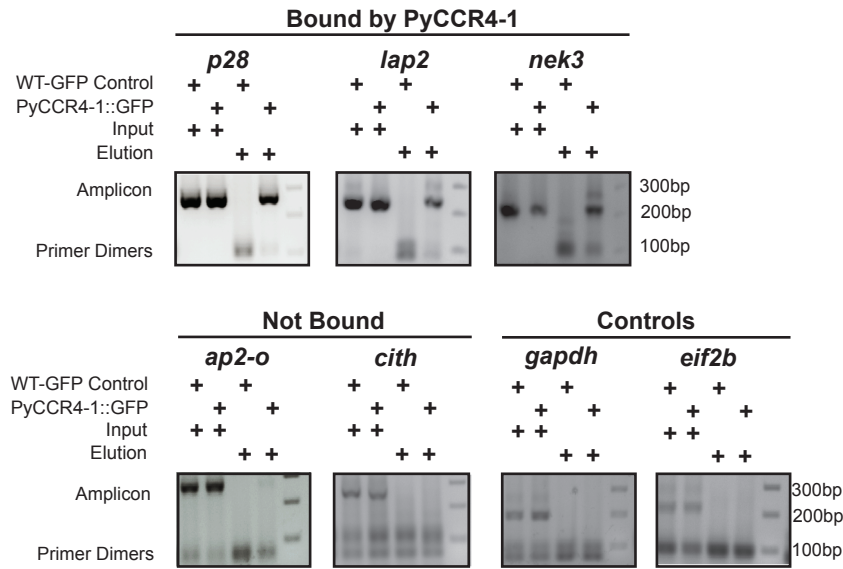 Bound by PyCCR4-1
p28 lap2 nek3
WT-GFP Control + + + + + +
PyCCR4-1::GFP + + + + + +
Input + + + + + +
Elution + + + + + +
Amplicon 300bp
200bp
Primer Dimers 100bp
Not Bound Controls
ap2-o cith gapdh eif2b
WT-GFP Control + + + + + + + +
PyCCR4-1::GFP + + + + + + + +
Input + + + + + + + +
Elution + + + + + + + +
Amplicon 300bp
200bp
Primer Dimers 100bp